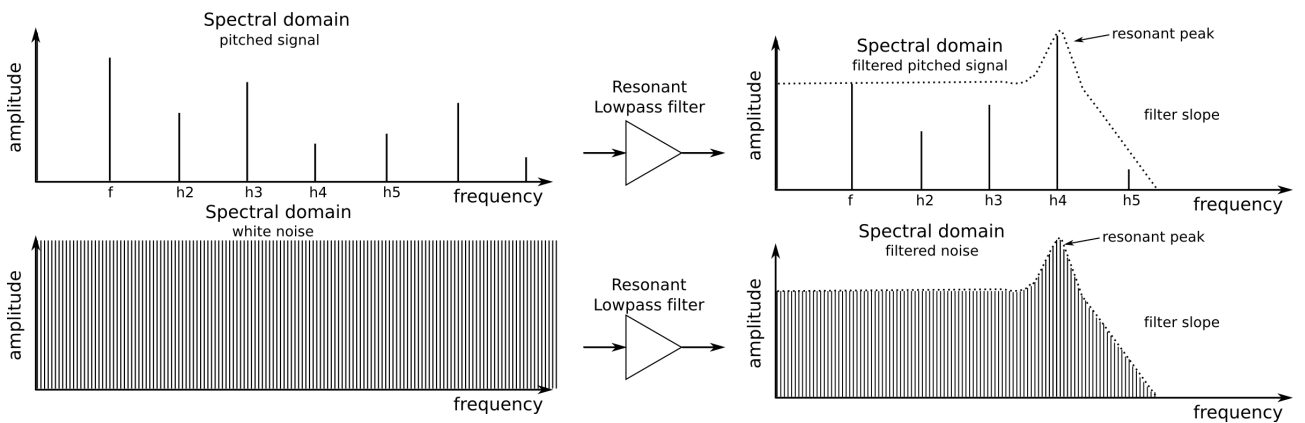 Spectral domain
pitched signal
amplitude
f h2 h3 h4 h5
frequency
Resonant
Lowpass filter
Spectral domain
filtered pitched signal
resonant peak
filter slope
amplitude
f h2 h3 h4 h5
frequency
Spectral domain
white noise
amplitude
frequency
Resonant
Lowpass filter
Spectral domain
filtered noise
resonant peak
filter slope
amplitude
frequency